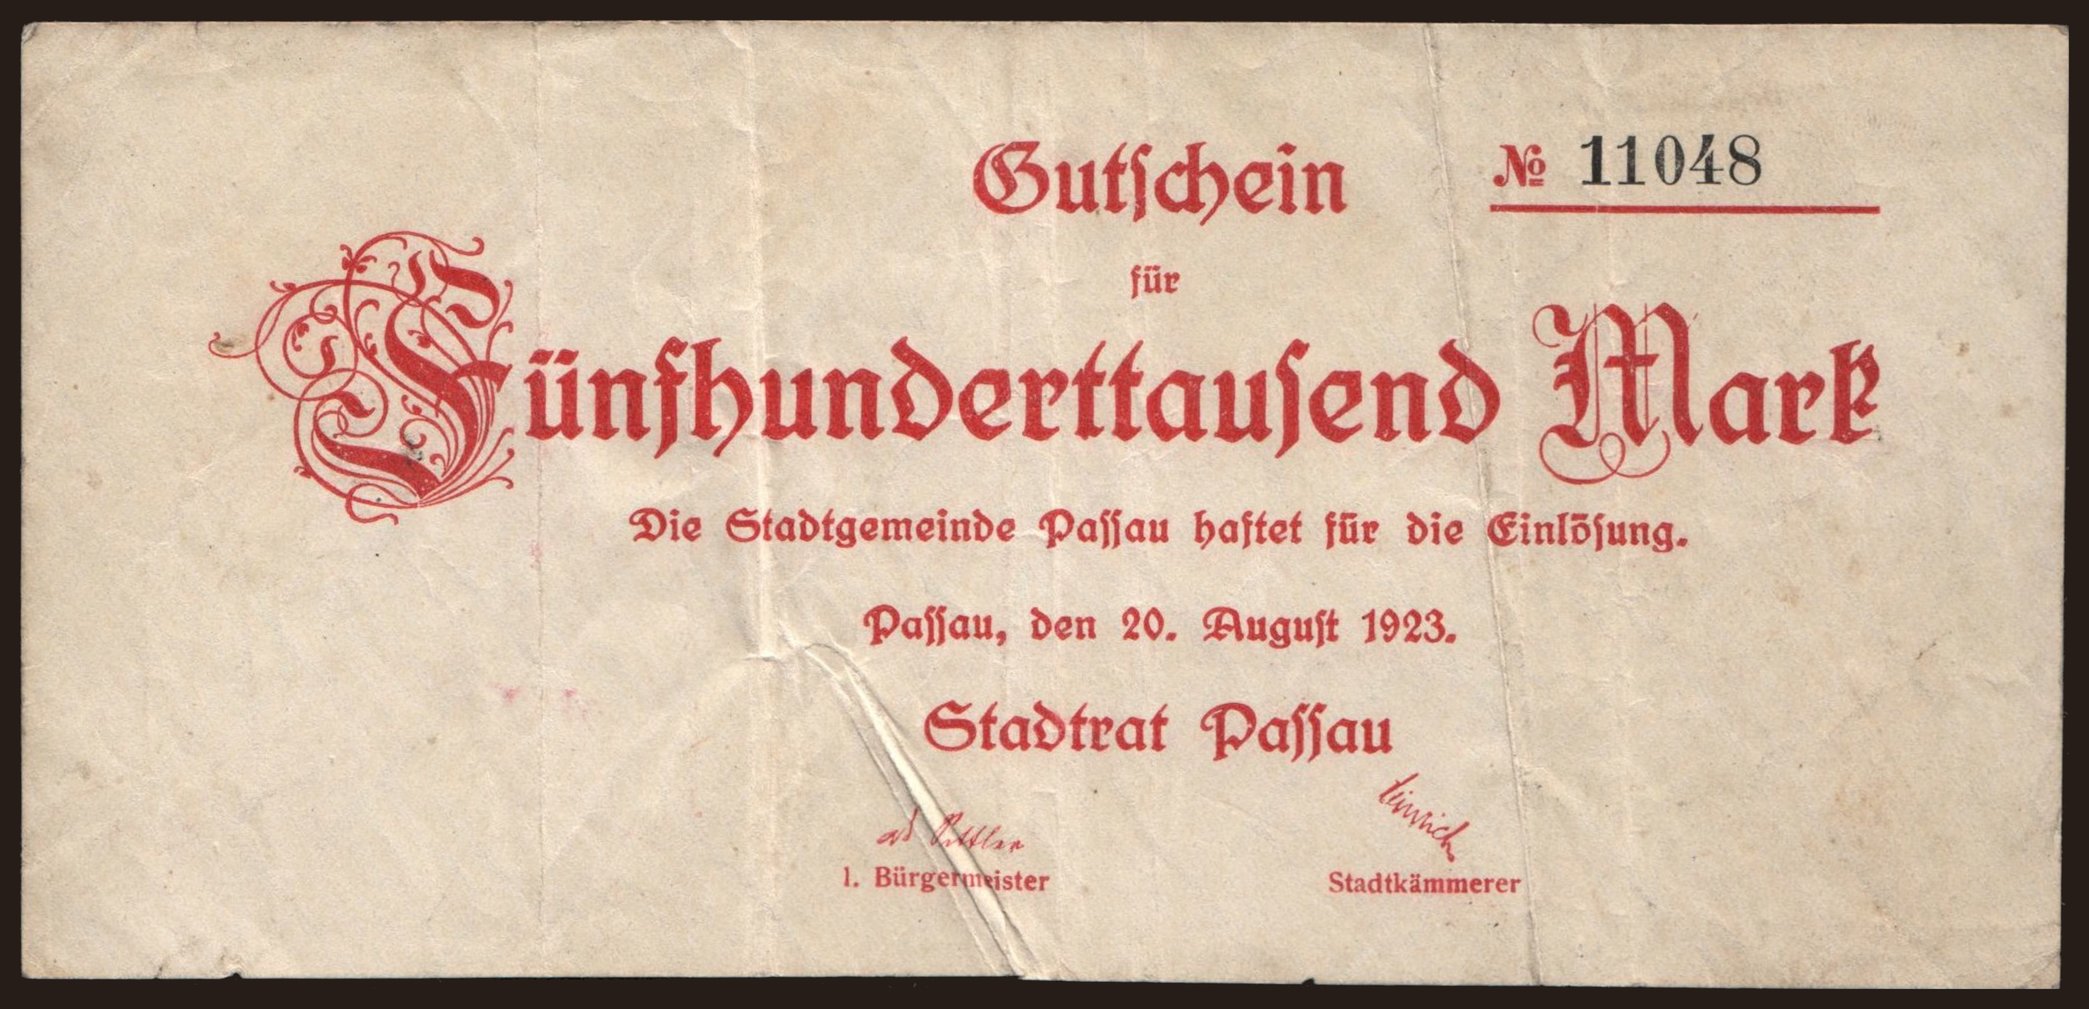 Gutschein
№ 11048
für
Fünfhunderttausend Mark
Die Stadtgemeinde Passau haftet für die Einlösung.
Passau, den 20. August 1923.
Stadtrat Passau
1. Bürgermeister
Stadtkämmerer